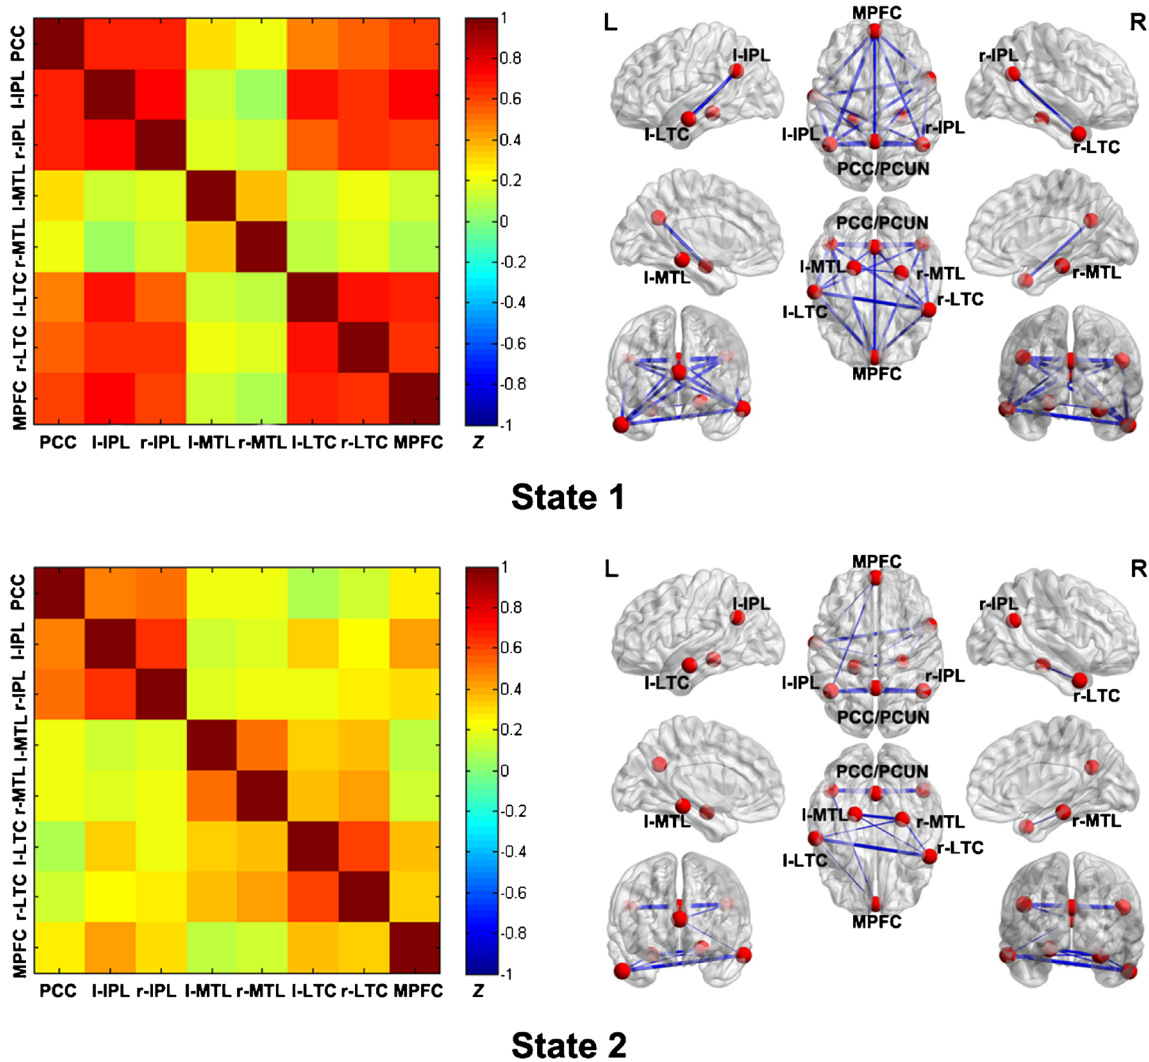 PCC
l-IPL
r-IPL
l-MTL
r-MTL
l-LTC
r-LTC
MPFC
PCC l-IPL r-IPL l-MTL r-MTL l-LTC r-LTC MPFC
1
0.8
0.6
0.4
0.2
0
-0.2
-0.4
-0.6
-0.8
-1
Z
L
R
l-IPL
l-LTC
MPFC
l-IPL
r-IPL
PCC/PCUN
r-IPL
r-LTC
l-MTL
PCC/PCUN
l-MTL
r-MTL
l-LTC
r-LTC
MPFC
r-MTL
State 1
PCC
l-IPL
r-IPL
l-MTL
r-MTL
l-LTC
r-LTC
MPFC
PCC l-IPL r-IPL l-MTL r-MTL l-LTC r-LTC MPFC
1
0.8
0.6
0.4
0.2
0
-0.2
-0.4
-0.6
-0.8
-1
Z
L
R
l-IPL
l-LTC
MPFC
l-IPL
r-IPL
PCC/PCUN
r-IPL
r-LTC
l-MTL
PCC/PCUN
l-MTL
r-MTL
l-LTC
r-LTC
MPFC
r-MTL
State 2